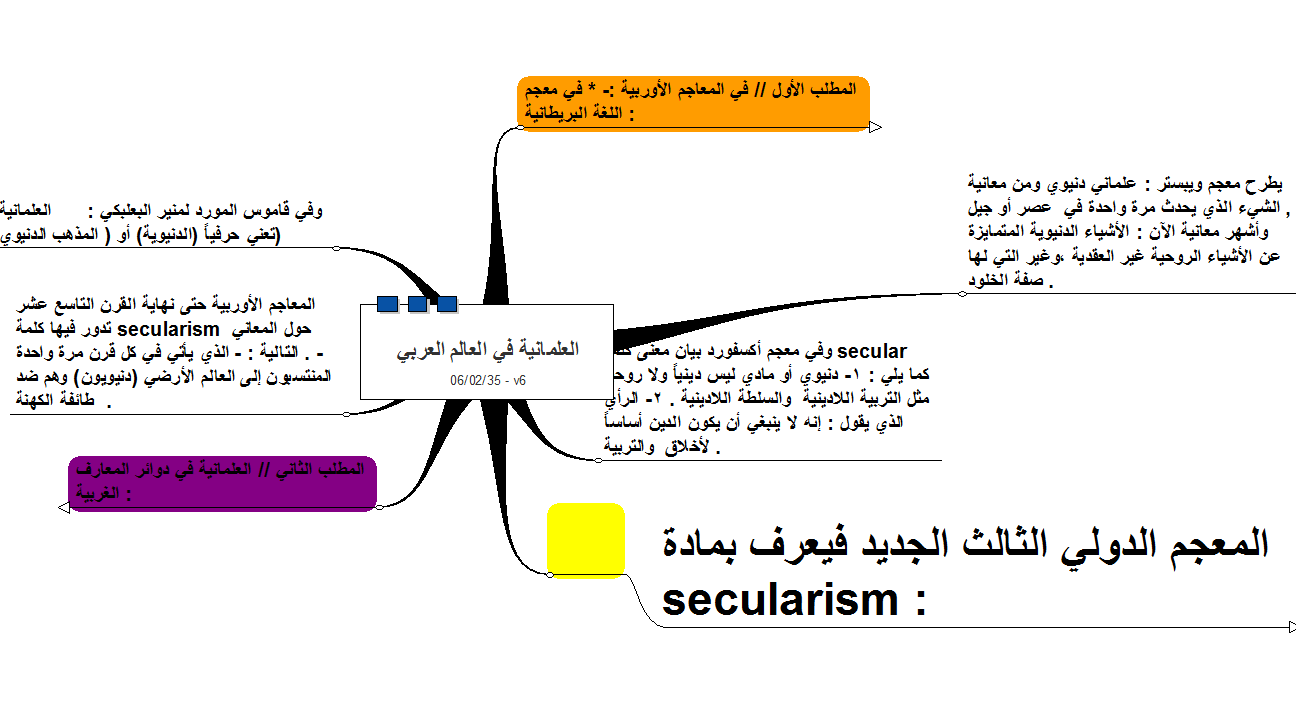 المطلب الأول // في المعاجم الأوربية :- * في معجم
اللغة البريطانية :
يطرح معجم ويبستر : علماني دنيوي ومن معانية
الشيء الذي يحدث مرة واحدة في عصر أو جيل ,
وأشهر معانية الآن : الأشياء الدنيوية المتمايزة
عن الأشياء الروحية غير العقدية ،وغير التي لها
صفة الخلود .
وفي قاموس المورد لمنير البعلبكي : العلمانية
تعني حرفياً (الدنيوية) أو ( المذهب الدنيوي)
المعاجم الأوربية حتى نهاية القرن التاسع عشر
تدور فيها كلمة secularism حول المعاني
التالية : - الذي يأتي في كل قرن مرة واحدة . -
المنتسبون إلى العالم الأرضي (دنيويون) وهم ضد
طائفة الكهنة .
العلمانية في العالم العربي
06/02/35 - v6
وفي معجم أكسفورد بيان معنى secular
كما يلي : ١- دنيوي أو مادي ليس دينياً ولا
مثل التربية اللادينية والسلطة اللادينية . ٢- الرأي
الذي يقول : إنه لا ينبغي أن يكون الدين أساساً
لأخلاق والتربية .
المطلب الثاني // العلمانية في دوائر المعارف
الغربية :
المعجم الدولي الثالث الجديد فيعرف بمادة
secularism :